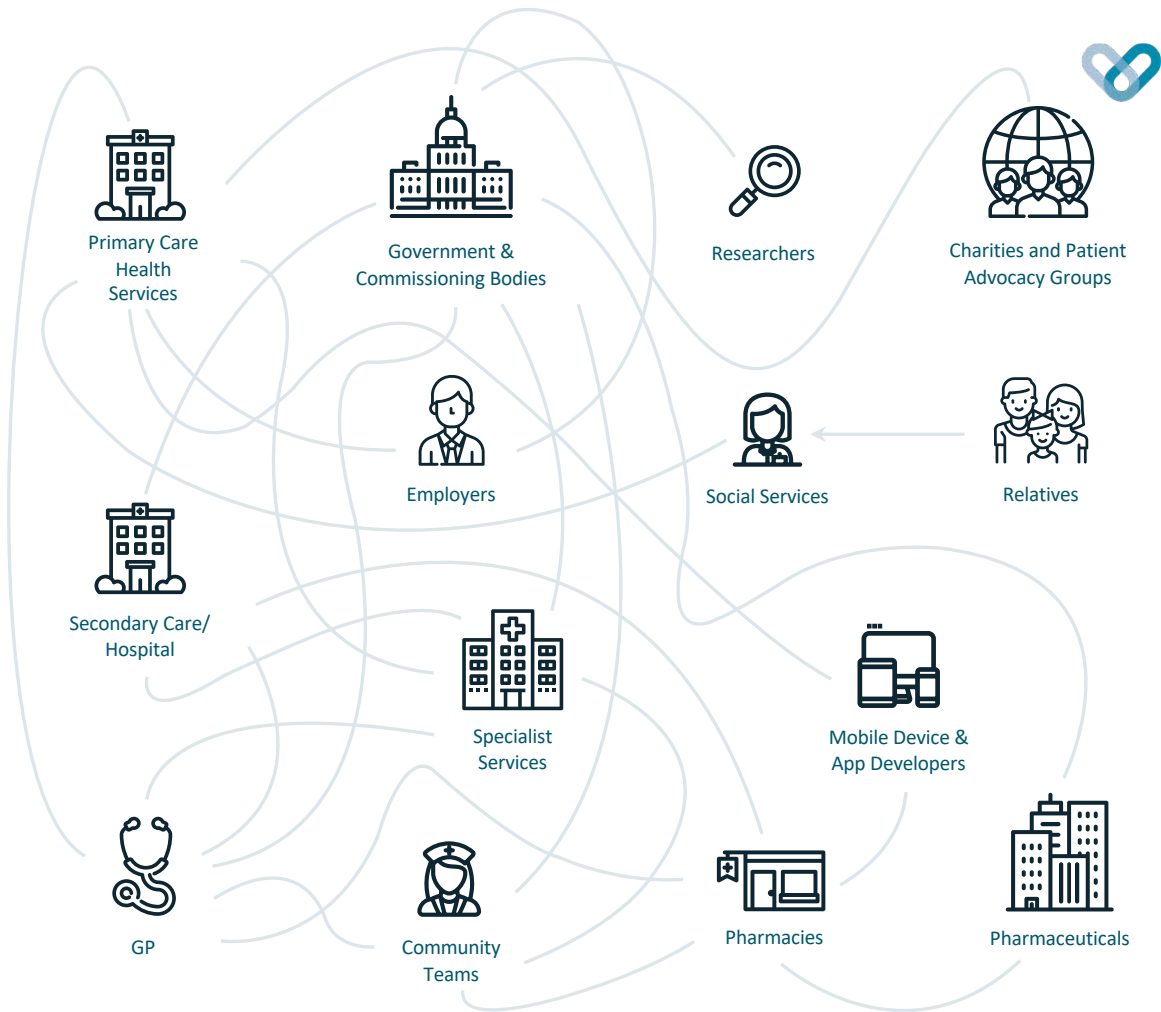 Primary Care
Health
Services
Government &
Commissioning Bodies
Researchers
Charities and Patient
Advocacy Groups
Employers
Social Services
Relatives
Secondary Care/
Hospital
Specialist
Services
Mobile Device &
App Developers
GP
Community
Teams
Pharmacies
Pharmaceuticals